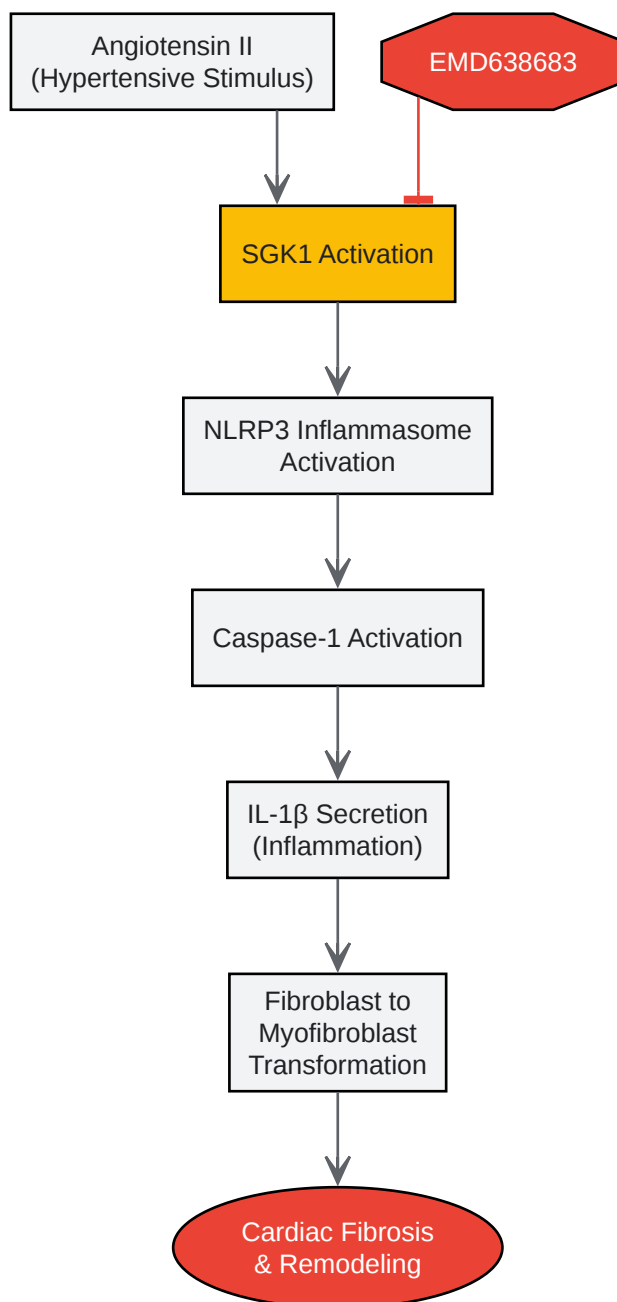 Angiotensin II
(Hypertensive Stimulus)
EMD638683
SGK1 Activation
NLRP3 Inflammasome
Activation
Caspase-1 Activation
IL-1β Secretion
(Inflammation)
Fibroblast to
Myofibroblast
Transformation
Cardiac Fibrosis
& Remodeling